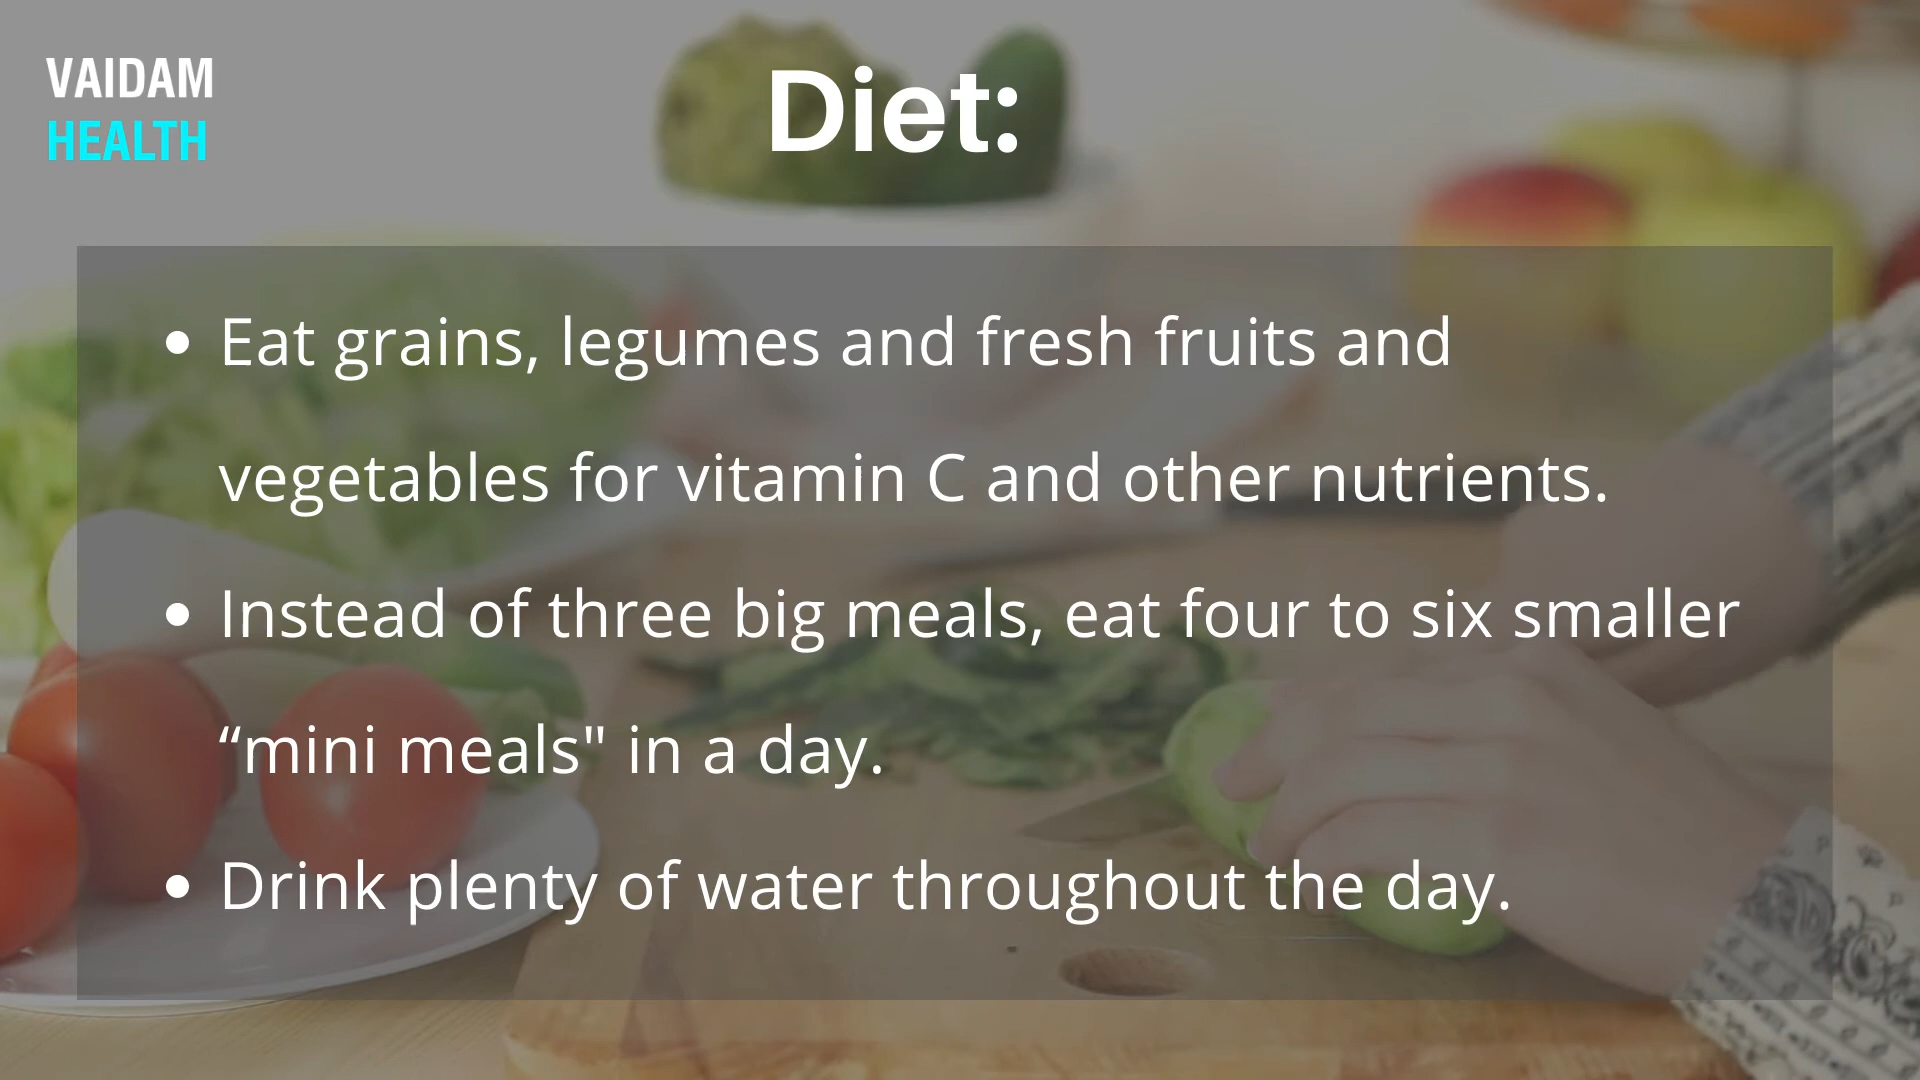 VAIDAM
HEALTH
Diet:
• Eat grains, legumes and fresh fruits and
vegetables for vitamin C and other nutrients.
• Instead of three big meals, eat four to six smaller
“mini meals" in a day.
• Drink plenty of water throughout the day.